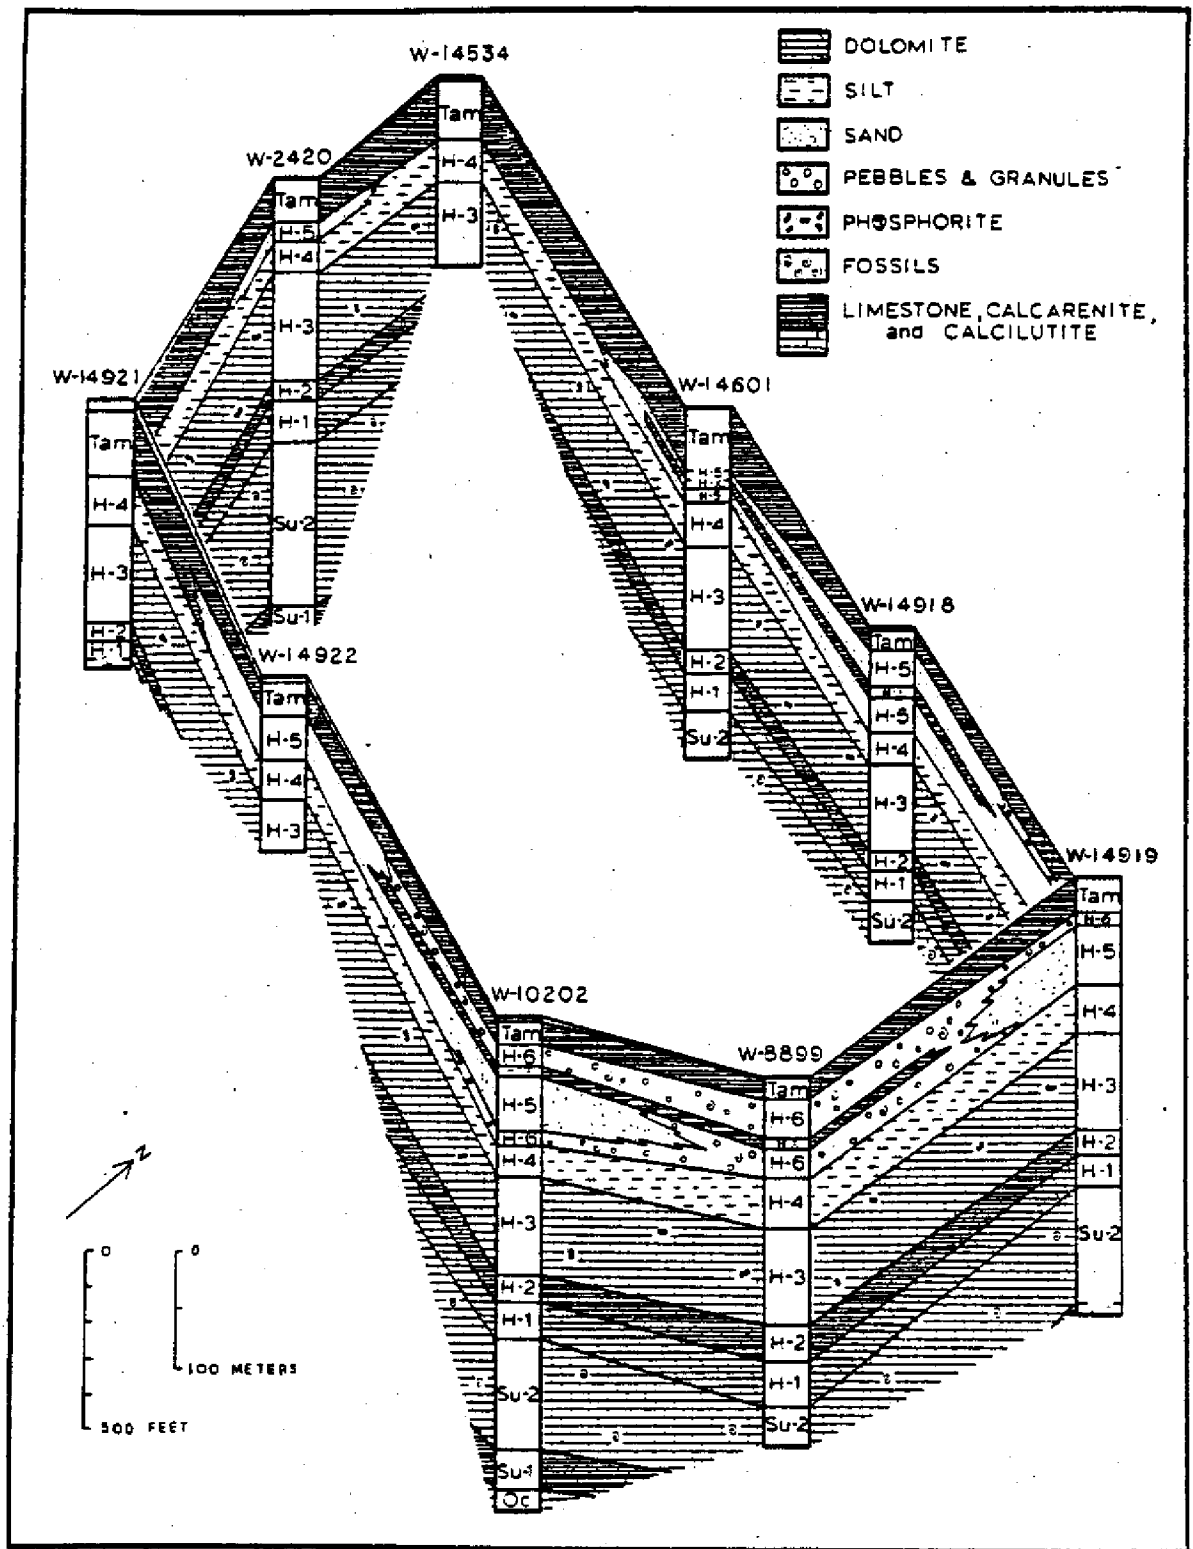 W-14534
DOLOMITE
SILT
SAND
PEBBLES & GRANULES
PHOSPHORITE
FOSSILS
LIMESTONE, CALCARENITE,
and CALCILUTITE
Tam
H-4
H-3
W-2420
Tam
H-5
H-4
H-3
H-2
H-1
Su-2
Su-1
W-14921
Tam
H-4
H-3
H-2
H-1
W-14601
Tam
H-5
H-4
H-3
H-2
H-1
Su-2
W-14918
Tam
H-5
H-5
H-4
H-3
H-2
H-1
Su-2
W-14922
Tam
H-5
H-4
H-3
W-14919
Tam
H-6
H-5
H-4
H-3
H-2
H-1
Su-2
W-10202
Tam
H-6
H-5
H-6
H-4
H-3
H-2
H-1
Su-2
Su-1
Oc
W-8899
Tam
H-6
H-6
H-4
H-3
H-2
H-1
Su-2
Z
0
500 FEET
0
100 METERS